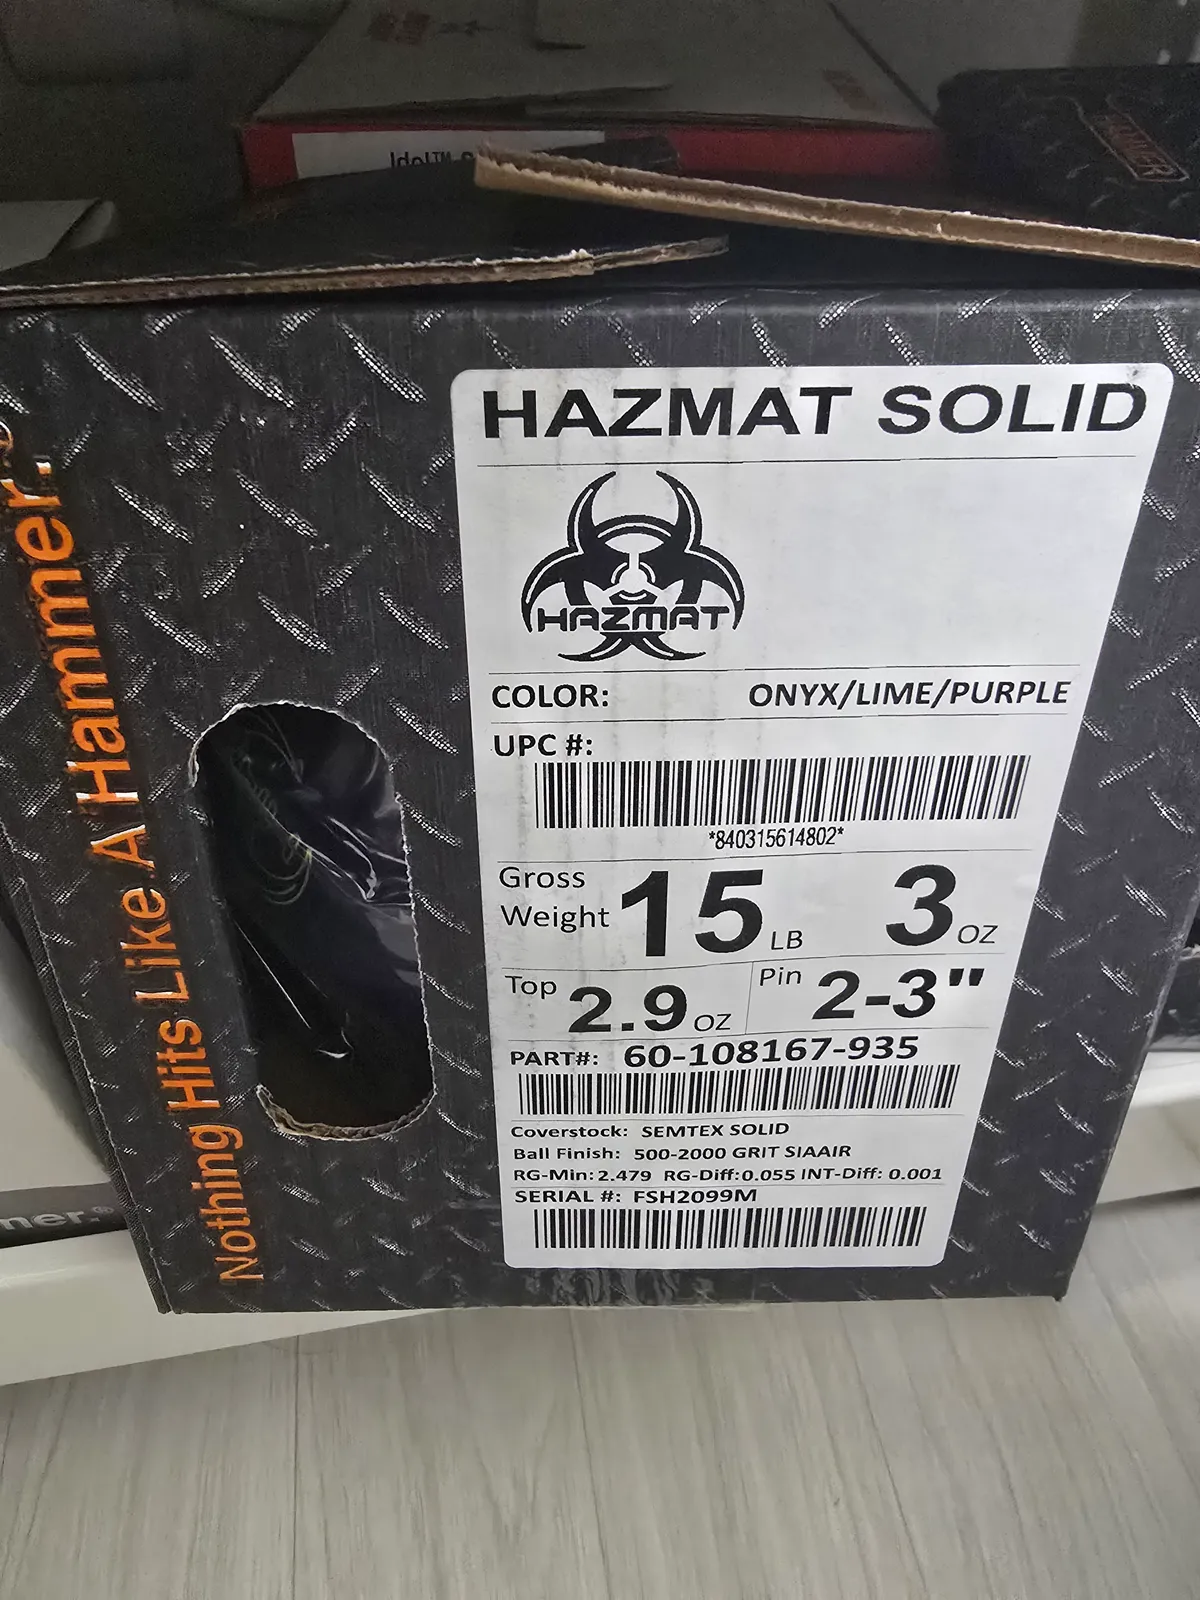 HAMMER
Nothing Hits Like A Hammer.®
HAZMAT SOLID
HAZMAT
COLOR: ONYX/LIME/PURPLE
UPC #:
*840315614802*
Gross Weight 15 LB 3 OZ
Top 2.9 OZ Pin 2-3"
PART#: 60-108167-935
Coverstock: SEMTEX SOLID
Ball Finish: 500-2000 GRIT SIAAIR
RG-Min: 2.479 RG-Diff: 0.055 INT-Diff: 0.001
SERIAL #: FSH2099M
mer.®